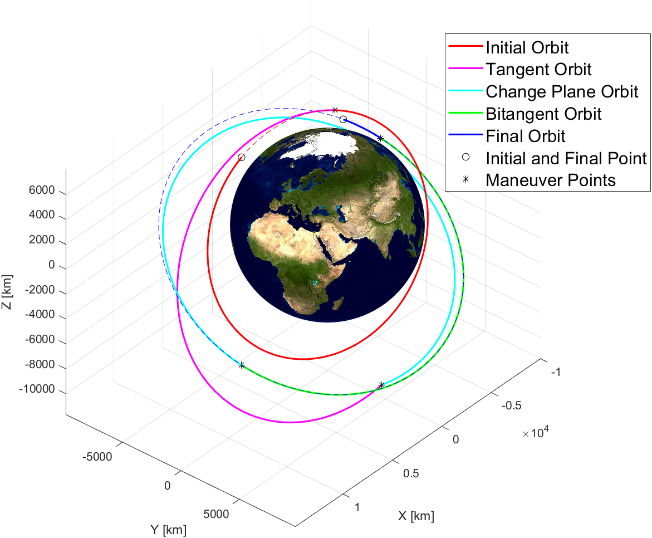 Initial Orbit
Tangent Orbit
Change Plane Orbit
Bitangent Orbit
Final Orbit
Initial and Final Point
Maneuver Points
6000
4000
2000
0
-2000
-4000
-6000
-8000
-10000
Z [km]
-5000
0
5000
Y [km]
1
0.5
0
-0.5
-1
×10⁴
X [km]